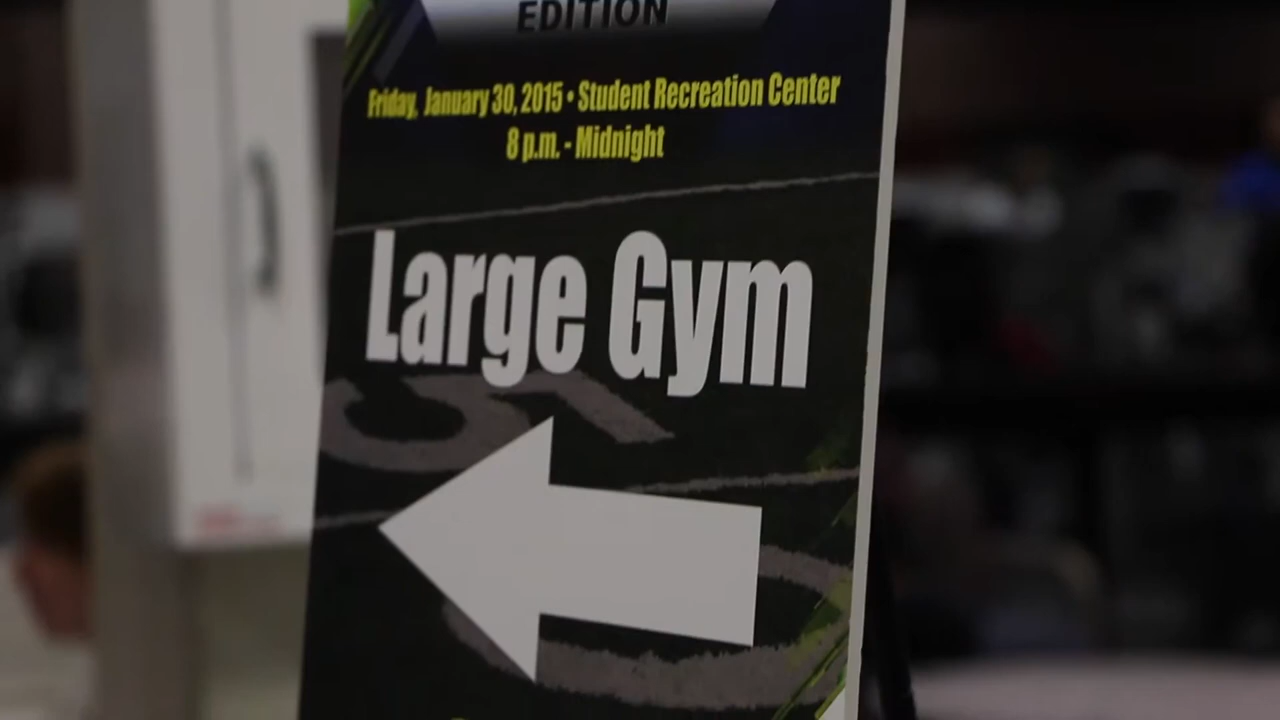 EDITION
Friday, January 30, 2015 • Student Recreation Center
8 p.m. - Midnight
Large Gym